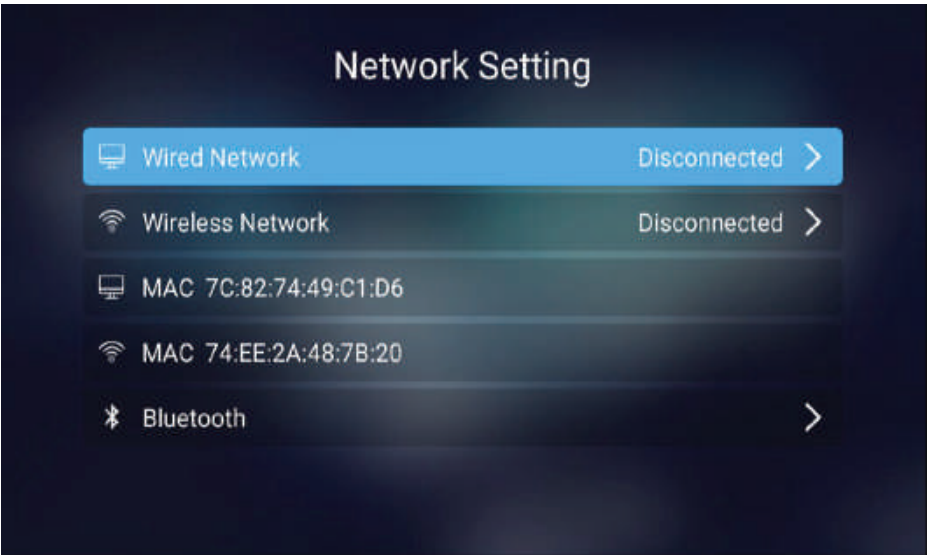 Network Setting
Wired Network Disconnected
Wireless Network Disconnected
MAC 7C:82:74:49:C1:D6
MAC 74:EE:2A:48:7B:20
Bluetooth